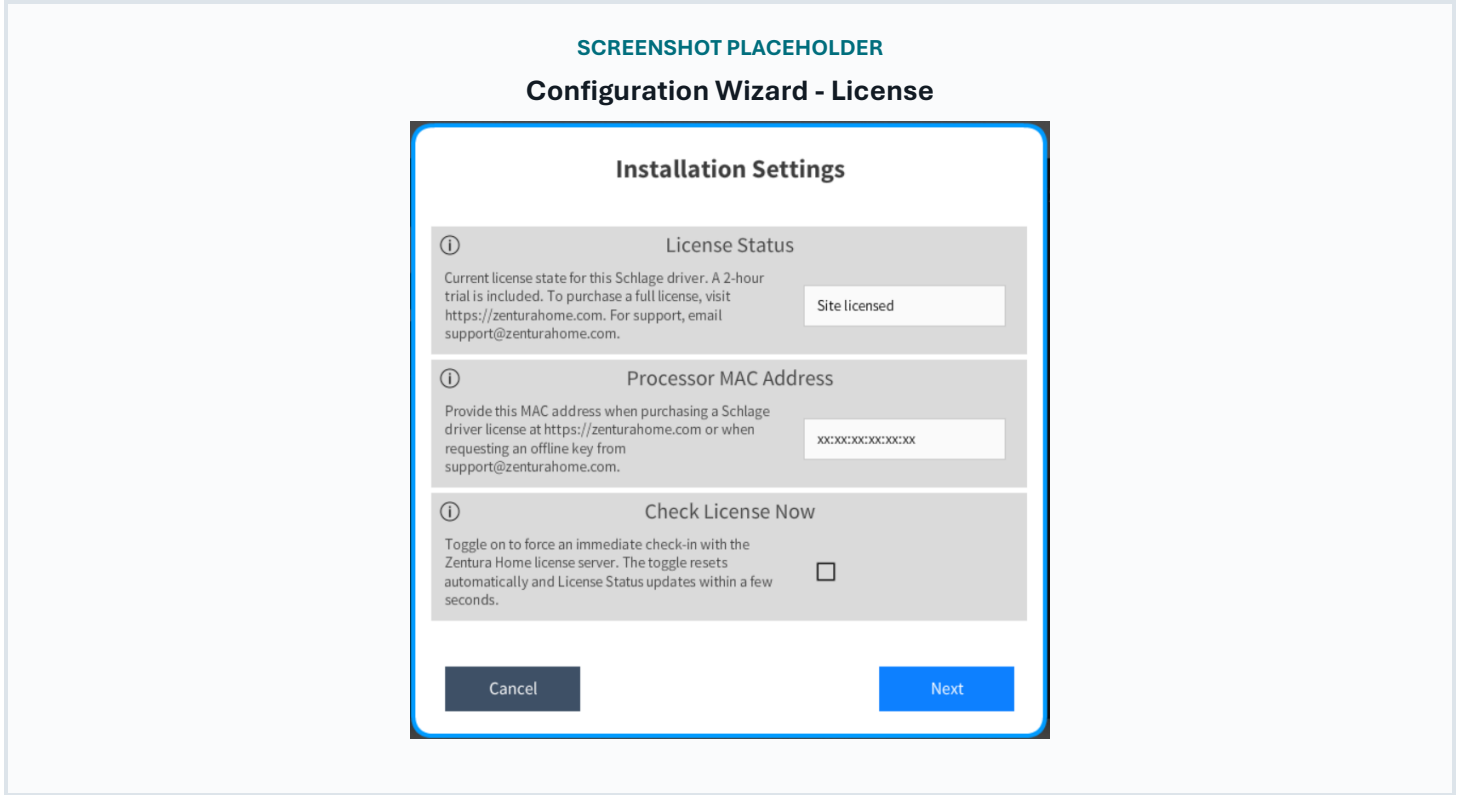 SCREENSHOT PLACEHOLDER
Configuration Wizard - License
Installation Settings
License Status
Current license state for this Schlage driver. A 2-hour
trial is included. To purchase a full license, visit
https://zenturahome.com. For support, email
support@zenturahome.com.
Site licensed
Processor MAC Address
Provide this MAC address when purchasing a Schlage
driver license at https://zenturahome.com or when
requesting an offline key from
support@zenturahome.com.
xx:xx:xx:xx:xx:xx
Check License Now
Toggle on to force an immediate check-in with the
Zentura Home license server. The toggle resets
automatically and License Status updates within a few
seconds.
Cancel
Next